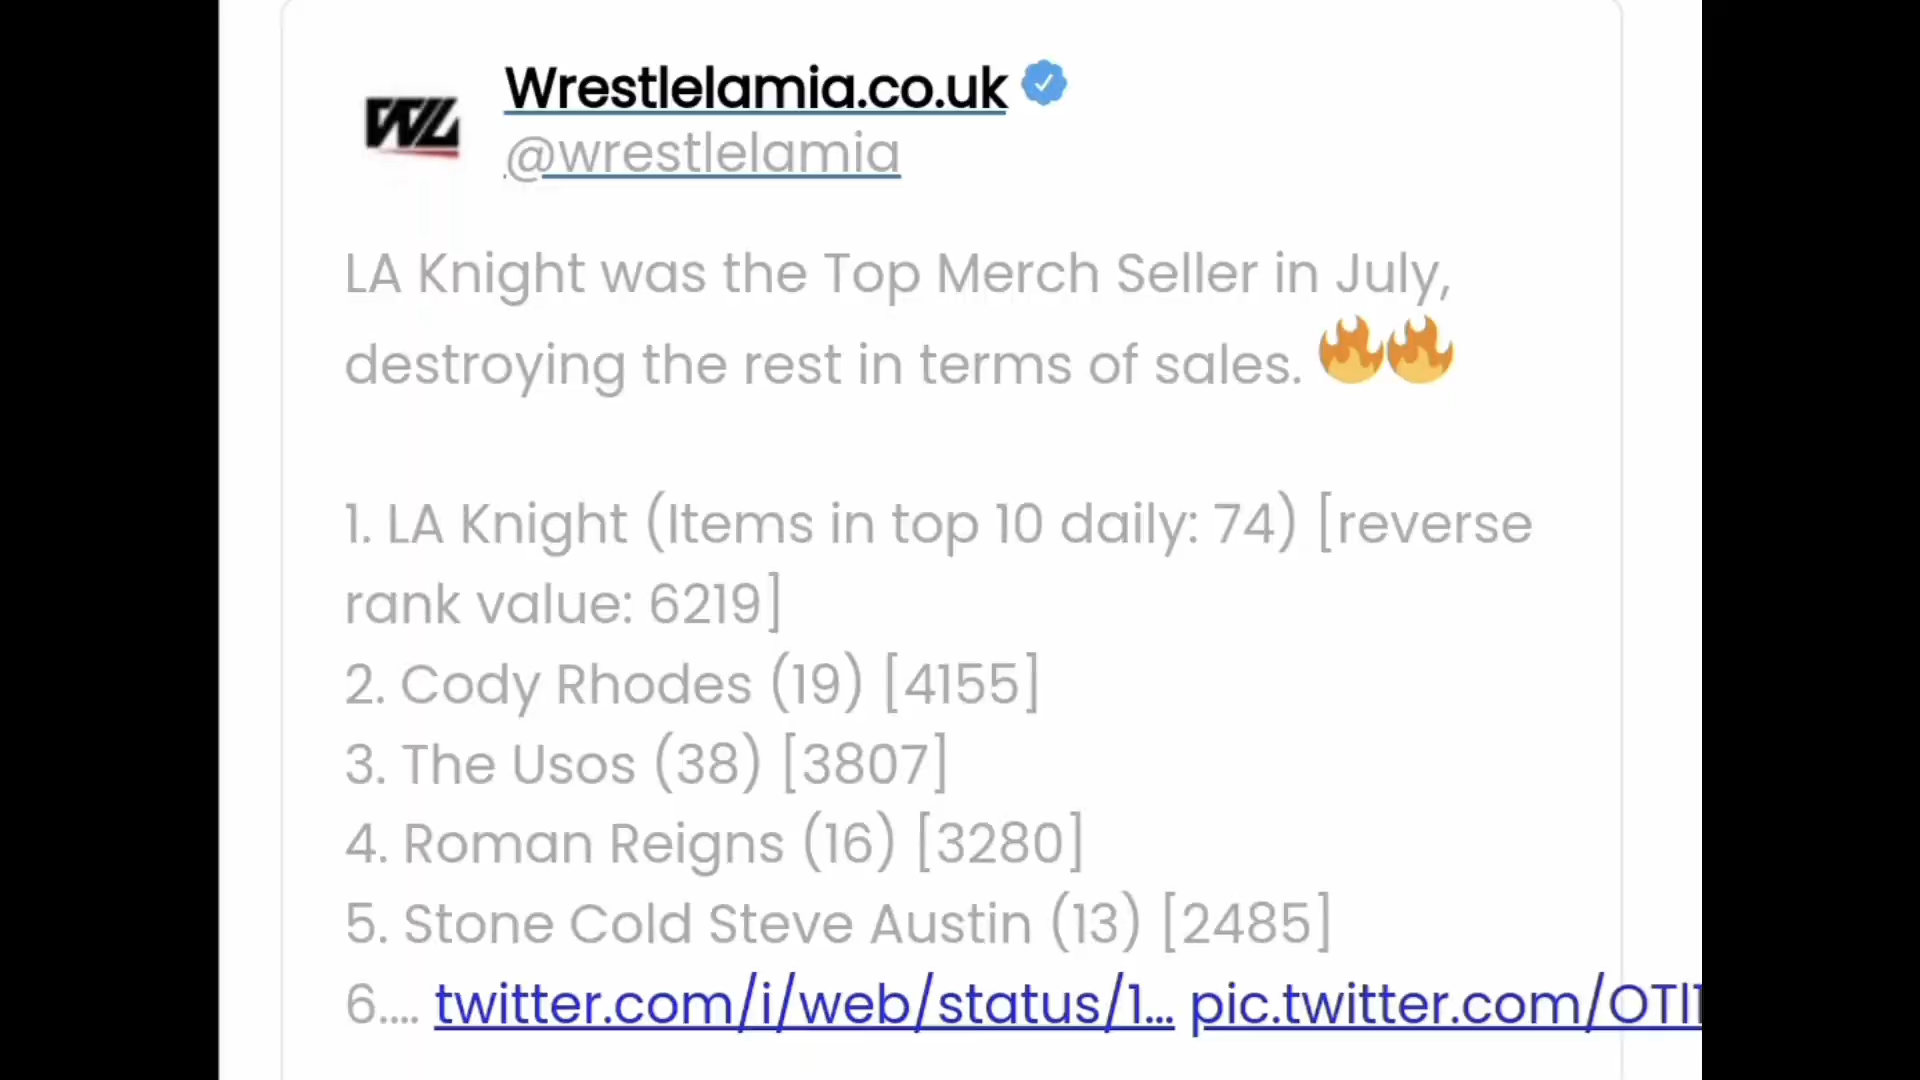 WL
Wrestlelamia.co.uk
@wrestlelamia
LA Knight was the Top Merch Seller in July,
destroying the rest in terms of sales. 🔥🔥
1. LA Knight (Items in top 10 daily: 74) [reverse
rank value: 6219]
2. Cody Rhodes (19) [4155]
3. The Usos (38) [3807]
4. Roman Reigns (16) [3280]
5. Stone Cold Steve Austin (13) [2485]
6.... twitter.com/i/web/status/1… pic.twitter.com/OTl1